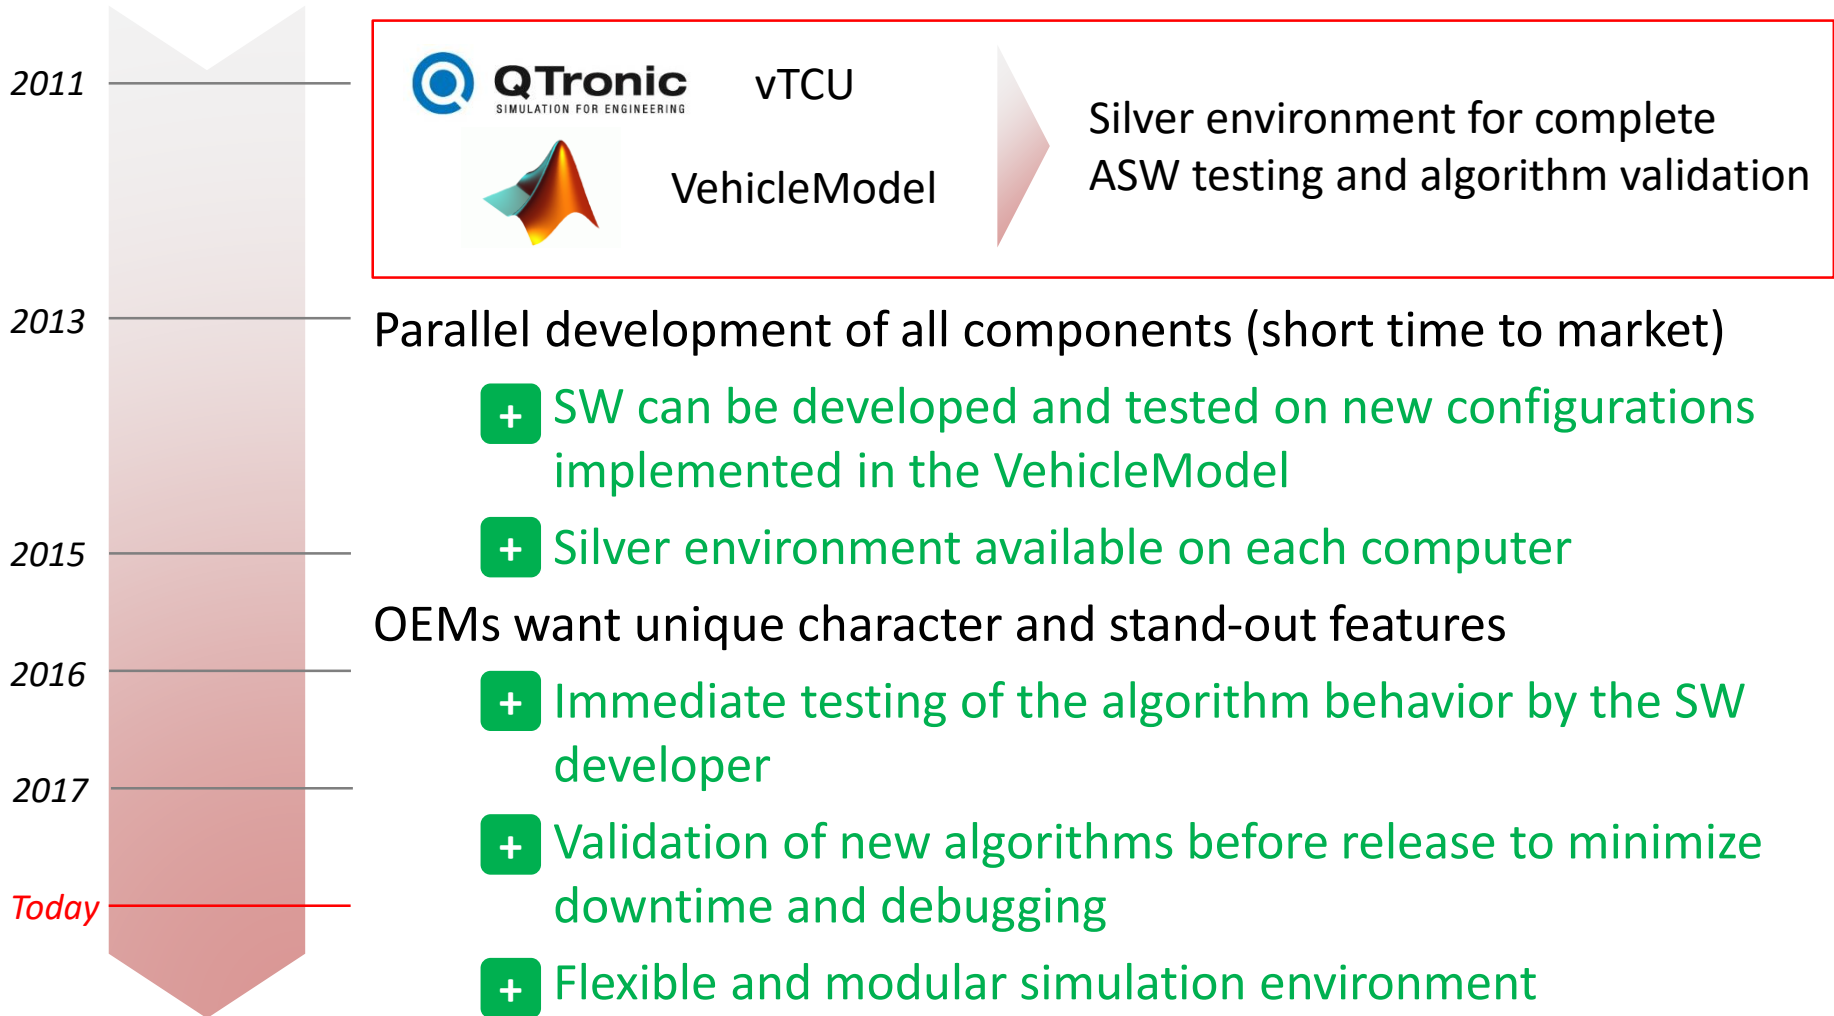 2011
QTronic
SIMULATION FOR ENGINEERING
vTCU
VehicleModel
Silver environment for complete
ASW testing and algorithm validation
2013
Parallel development of all components (short time to market)
+ SW can be developed and tested on new configurations
implemented in the VehicleModel
2015
+ Silver environment available on each computer
OEMs want unique character and stand-out features
2016
+ Immediate testing of the algorithm behavior by the SW
developer
2017
+ Validation of new algorithms before release to minimize
downtime and debugging
Today
+ Flexible and modular simulation environment